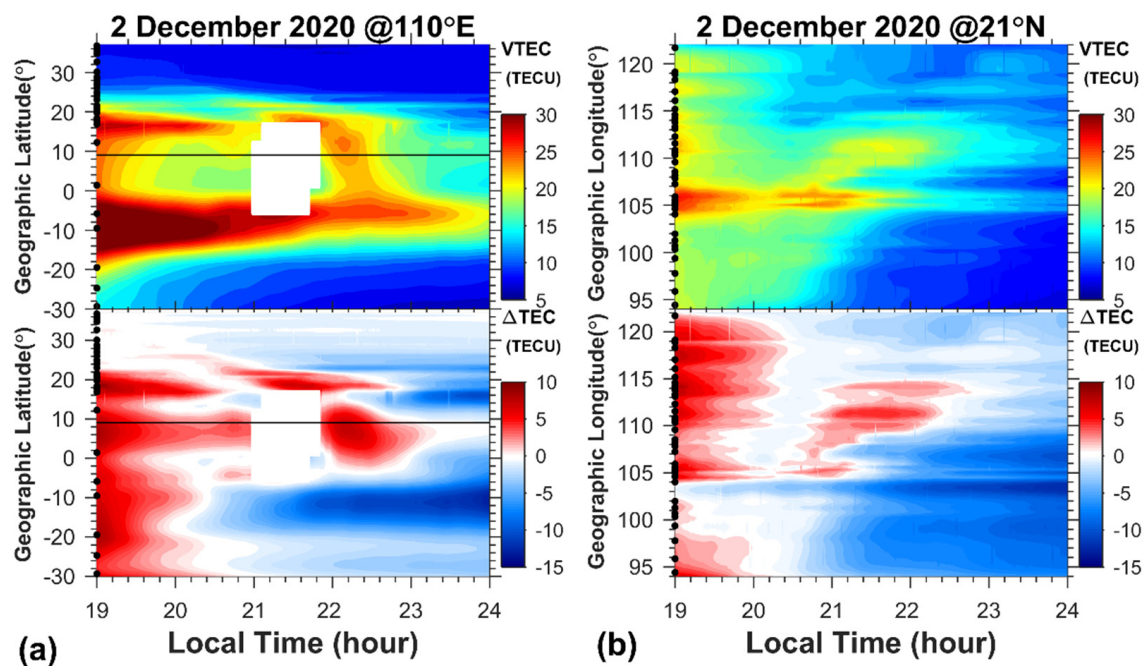 2 December 2020 @110°E
2 December 2020 @21°N
VTEC
(TECU)
30
25
20
15
10
5
Geographic Latitude(°)
30
20
10
0
-10
-20
-30
VTEC
(TECU)
30
25
20
15
10
5
Geographic Longitude(°)
120
115
110
105
100
95
ΔTEC
(TECU)
10
5
0
-5
-10
-15
Geographic Latitude(°)
30
20
10
0
-10
-20
-30
ΔTEC
(TECU)
10
5
0
-5
-10
-15
Geographic Longitude(°)
120
115
110
105
100
95
19 20 21 22 23 24
19 20 21 22 23 24
(a) Local Time (hour)
(b) Local Time (hour)